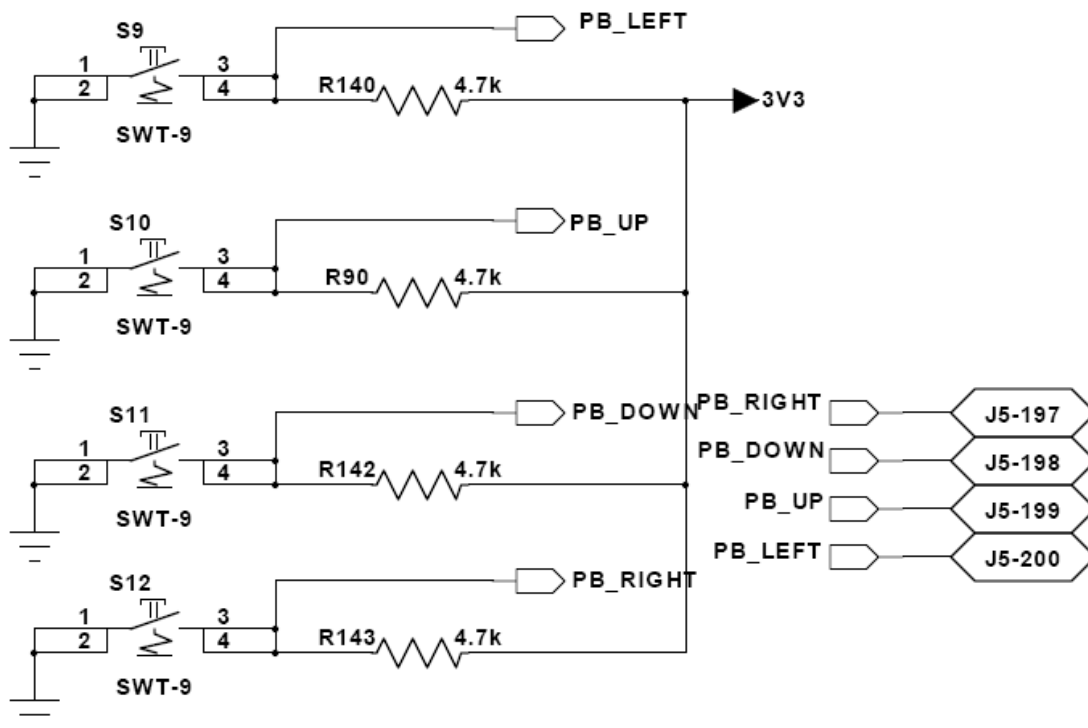 S9
PB_LEFT
1 3
2 4
R140 4.7k
3V3
SWT-9
S10
PB_UP
1 3
2 4
R90 4.7k
SWT-9
S11
PB_DOWN
1 3
2 4
R142 4.7k
SWT-9
S12
PB_RIGHT
1 3
2 4
R143 4.7k
SWT-9
PB_RIGHT J5-197
PB_DOWN J5-198
PB_UP J5-199
PB_LEFT J5-200